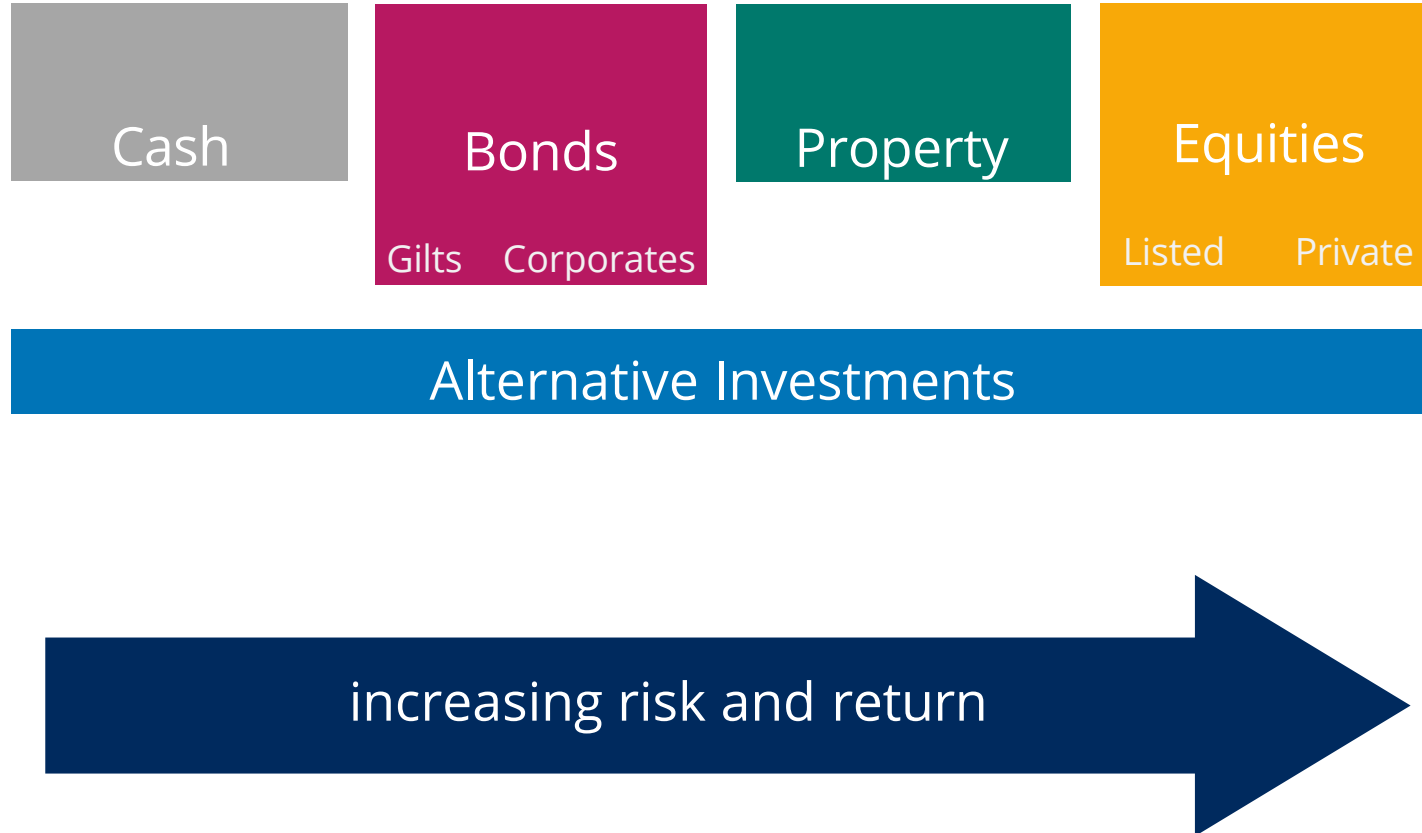 Cash
Bonds
Property
Equities
Gilts Corporates
Listed Private
Alternative Investments
increasing risk and return